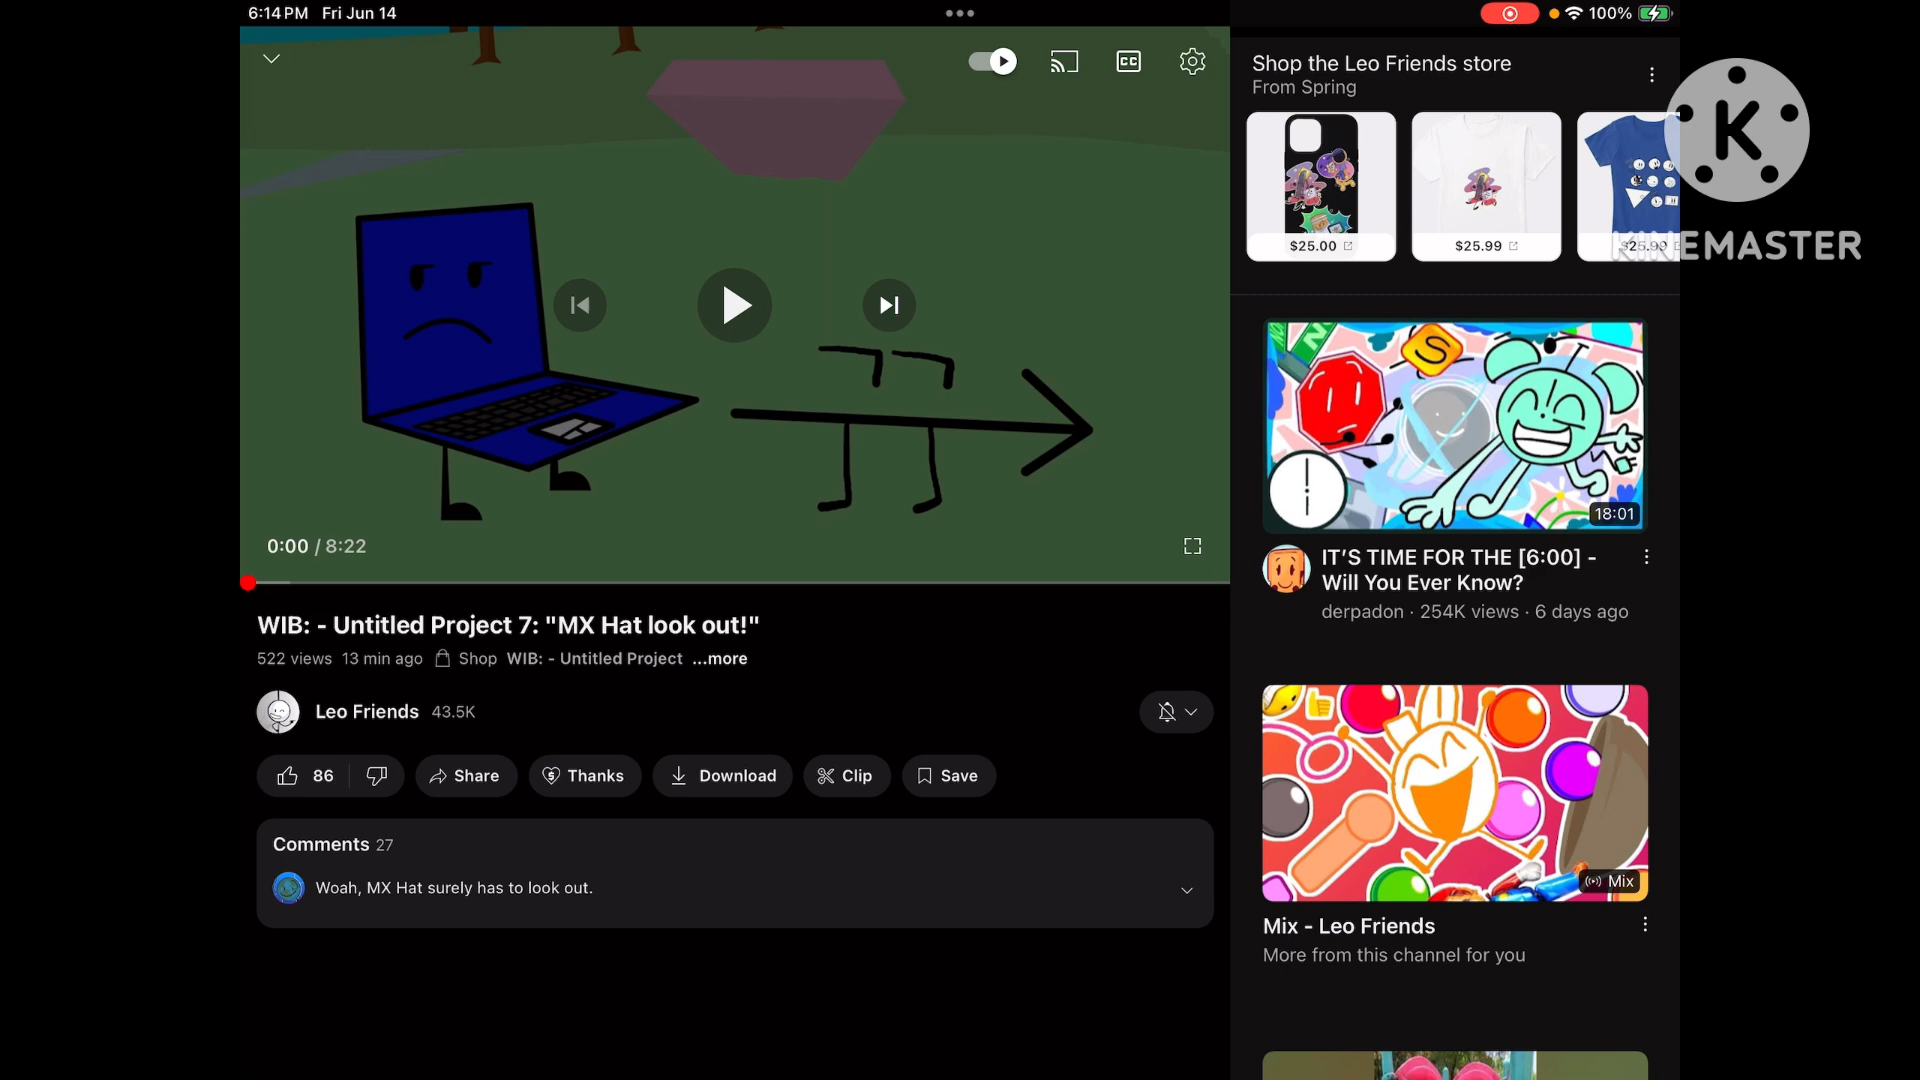 6:14 PM Fri Jun 14
100%
CC
0:00 / 8:22
WIB: - Untitled Project 7: "MX Hat look out!"
522 views 13 min ago Shop WIB: - Untitled Project ...more
Leo Friends 43.5K
86
Share
Thanks
Download
Clip
Save
Comments 27
Woah, MX Hat surely has to look out.
Shop the Leo Friends store
From Spring
$25.00
$25.99
$25.99
K
KINEMASTER
S
18:01
IT'S TIME FOR THE [6:00] -
Will You Ever Know?
derpadon · 254K views · 6 days ago
Mix
Mix - Leo Friends
More from this channel for you